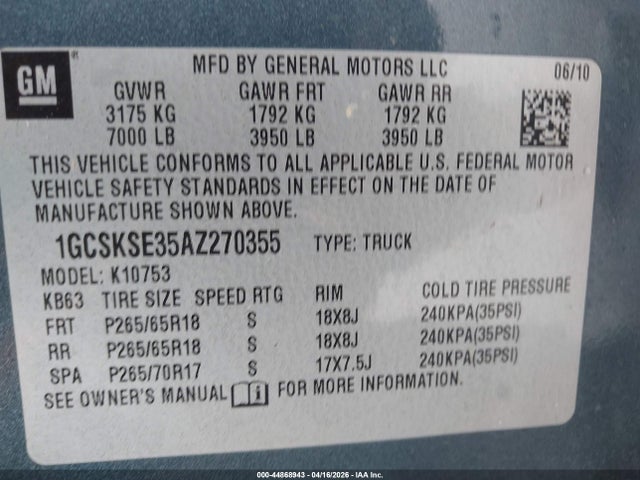 GM
MFD BY GENERAL MOTORS LLC 06/10
GVWR GAWR FRT GAWR RR
3175 KG 1792 KG 1792 KG
7000 LB 3950 LB 3950 LB
THIS VEHICLE CONFORMS TO ALL APPLICABLE U.S. FEDERAL MOTOR
VEHICLE SAFETY STANDARDS IN EFFECT ON THE DATE OF
MANUFACTURE SHOWN ABOVE.
1GCSKSE35AZ270355 TYPE: TRUCK
MODEL: K10753
KB63 TIRE SIZE SPEED RTG RIM COLD TIRE PRESSURE
FRT P265/65R18 S 18X8J 240KPA(35PSI)
RR P265/65R18 S 18X8J 240KPA(35PSI)
SPA P265/70R17 S 17X7.5J 240KPA(35PSI)
SEE OWNER'S MANUAL FOR MORE INFORMATION.
000-44868943 - 04/16/2026 - IAA Inc.